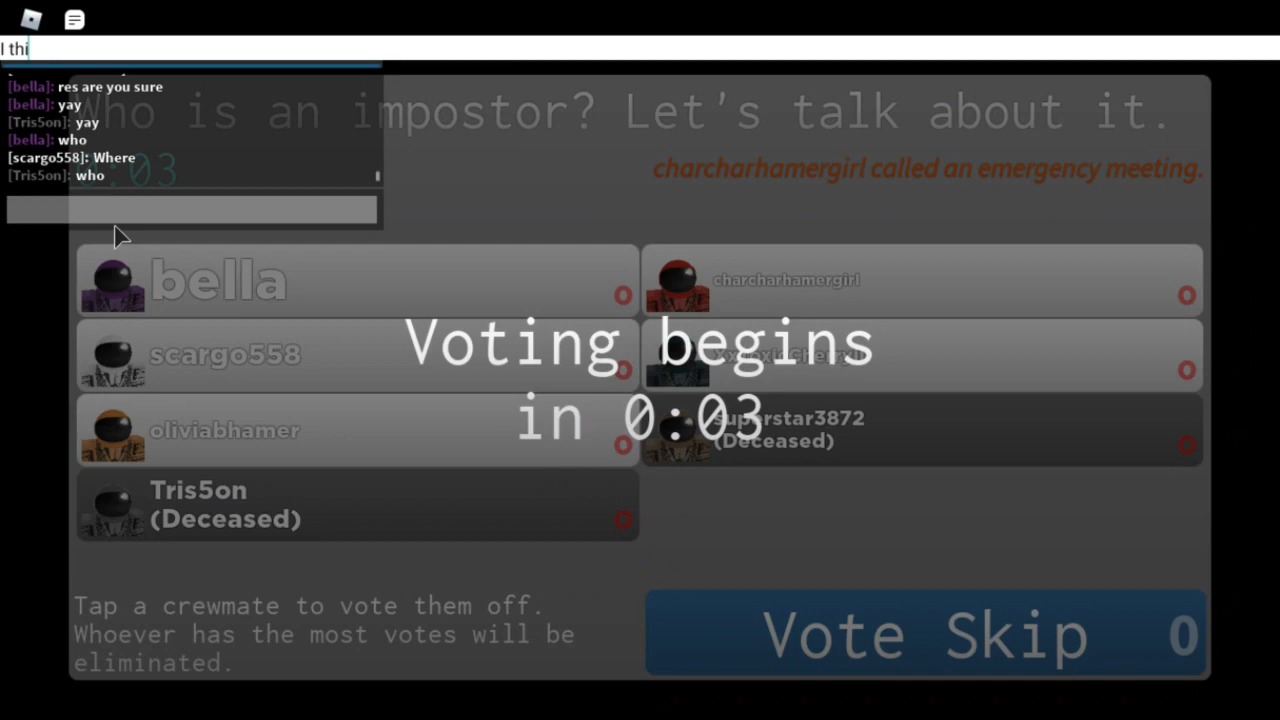 I thi
[bella]: res are you sure
[bella]: yay
[Tris5on]: yay
[bella]: who
[scargo558]: Where
[Tris5on]: who
Who is an impostor? Let's talk about it.
0:03
charcharhamergirl called an emergency meeting.
bella
0
charcharhamergirl
0
scargo558
0
0
oliviabhamer
0
superstar3872
(Deceased)
0
Tris5on
(Deceased)
0
Voting begins
in 0:03
Tap a crewmate to vote them off.
Whoever has the most votes will be
eliminated.
Vote Skip 0